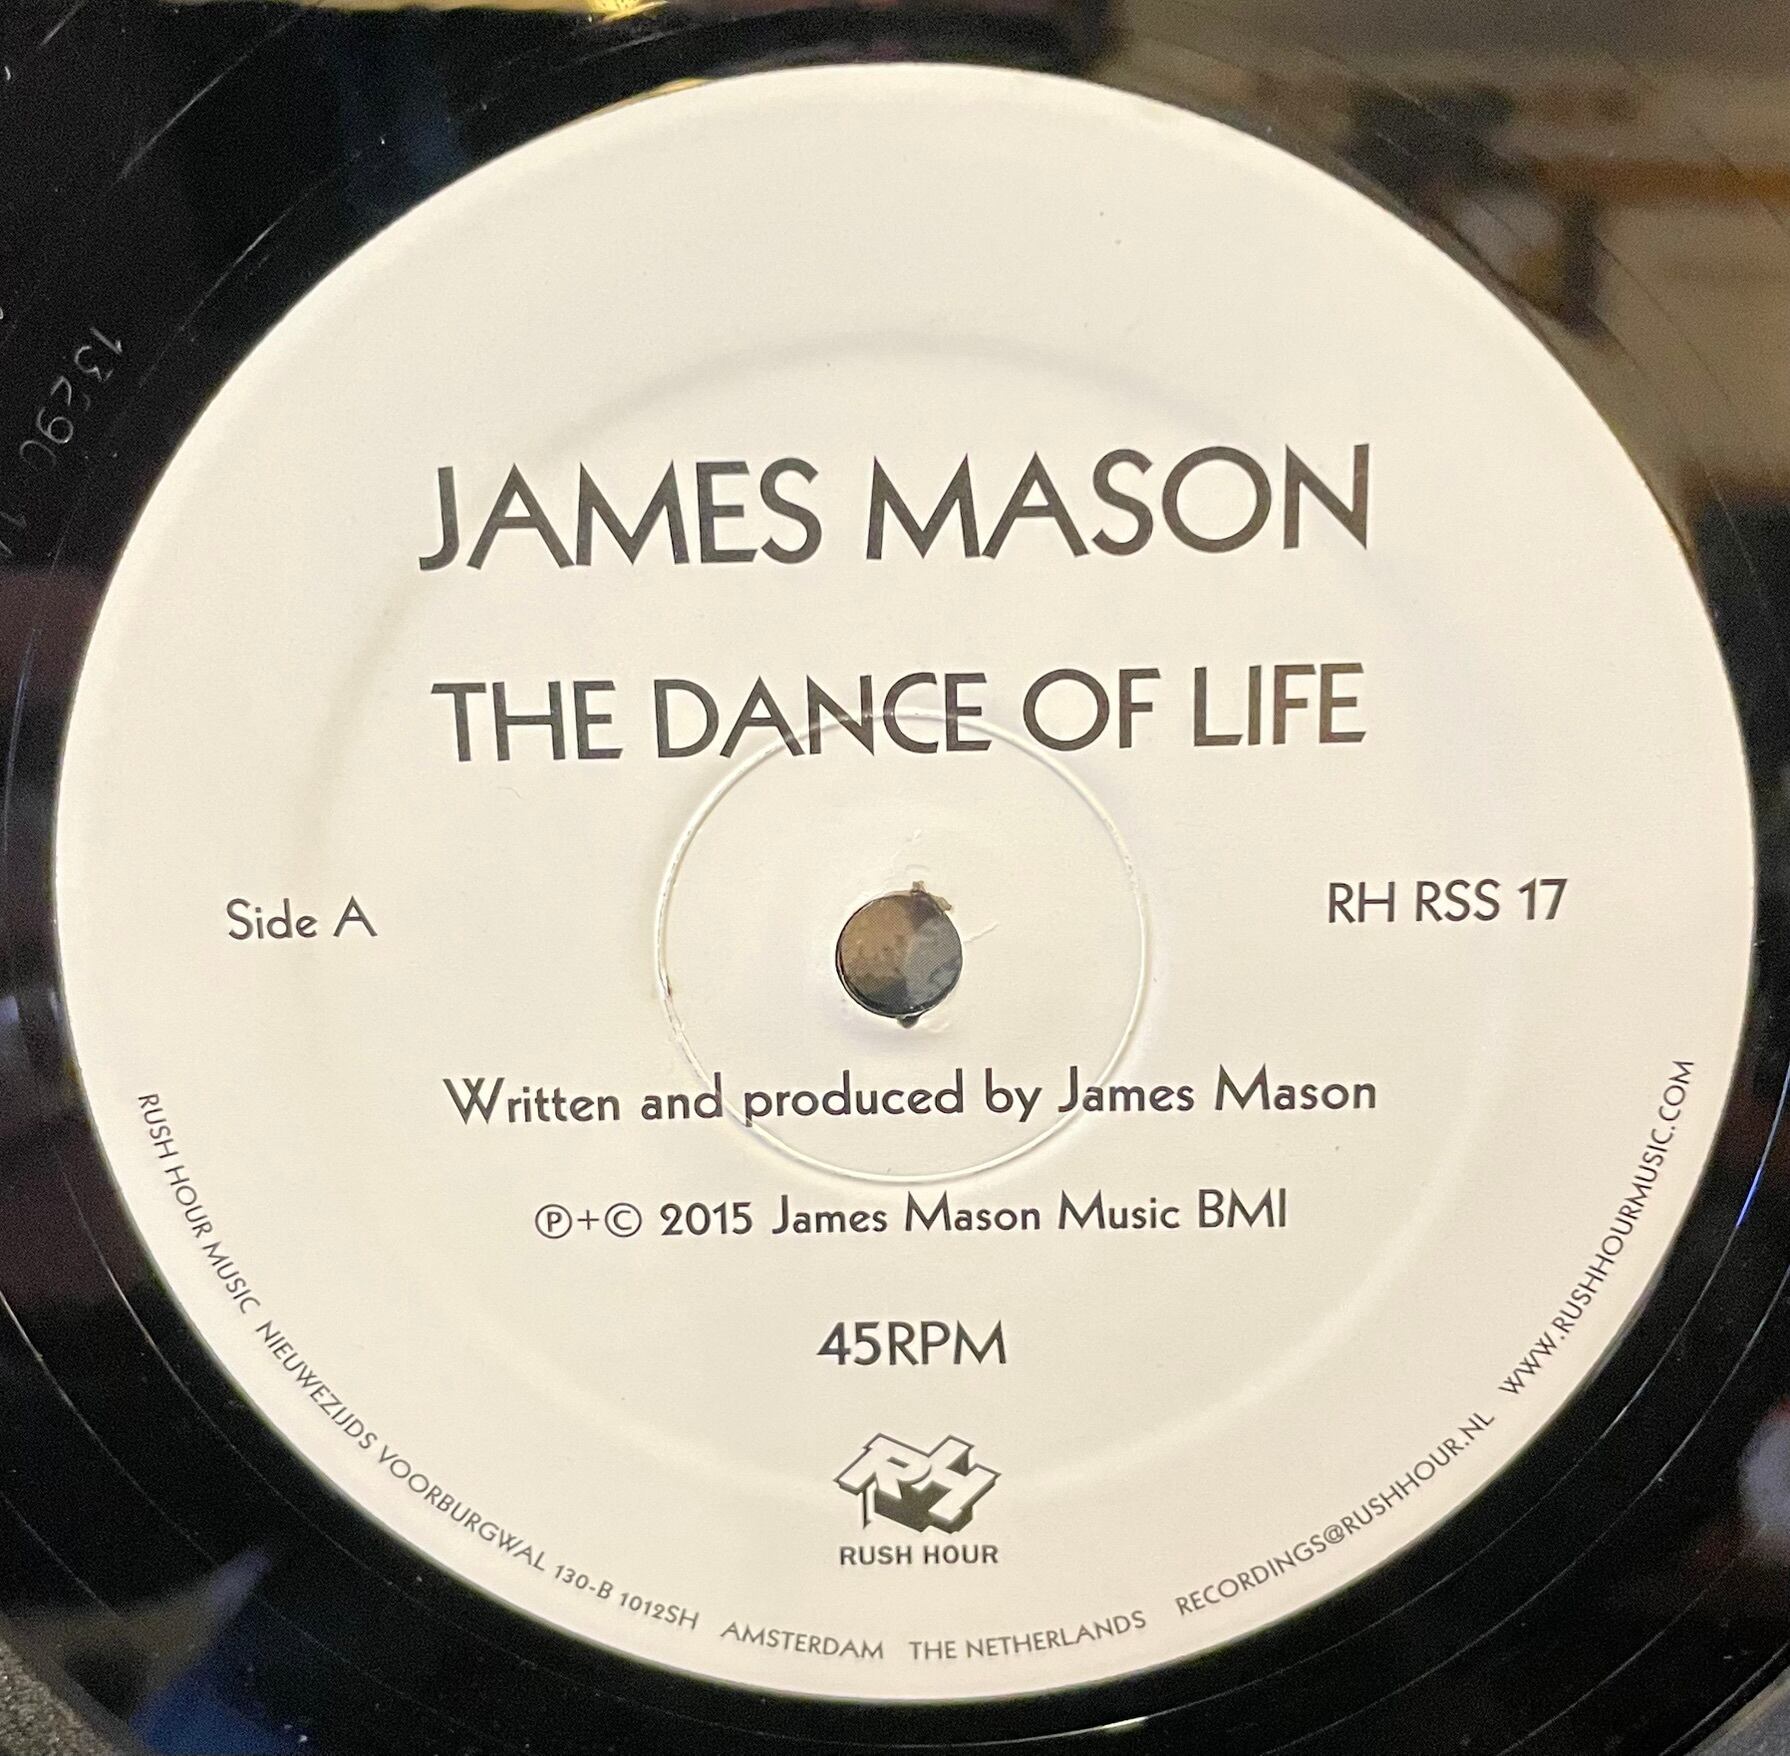 JAMES MASON
THE DANCE OF LIFE
Side A
RH RSS 17
Written and produced by James Mason
℗+© 2015 James Mason Music BMI
45RPM
RH
RUSH HOUR
RUSH HOUR MUSIC NIEUWEZIJDS VOORBURGWAL 130-B 1012SH AMSTERDAM THE NETHERLANDS RECORDINGS@RUSHHOUR.NL WWW.RUSHHOURMUSIC.COM